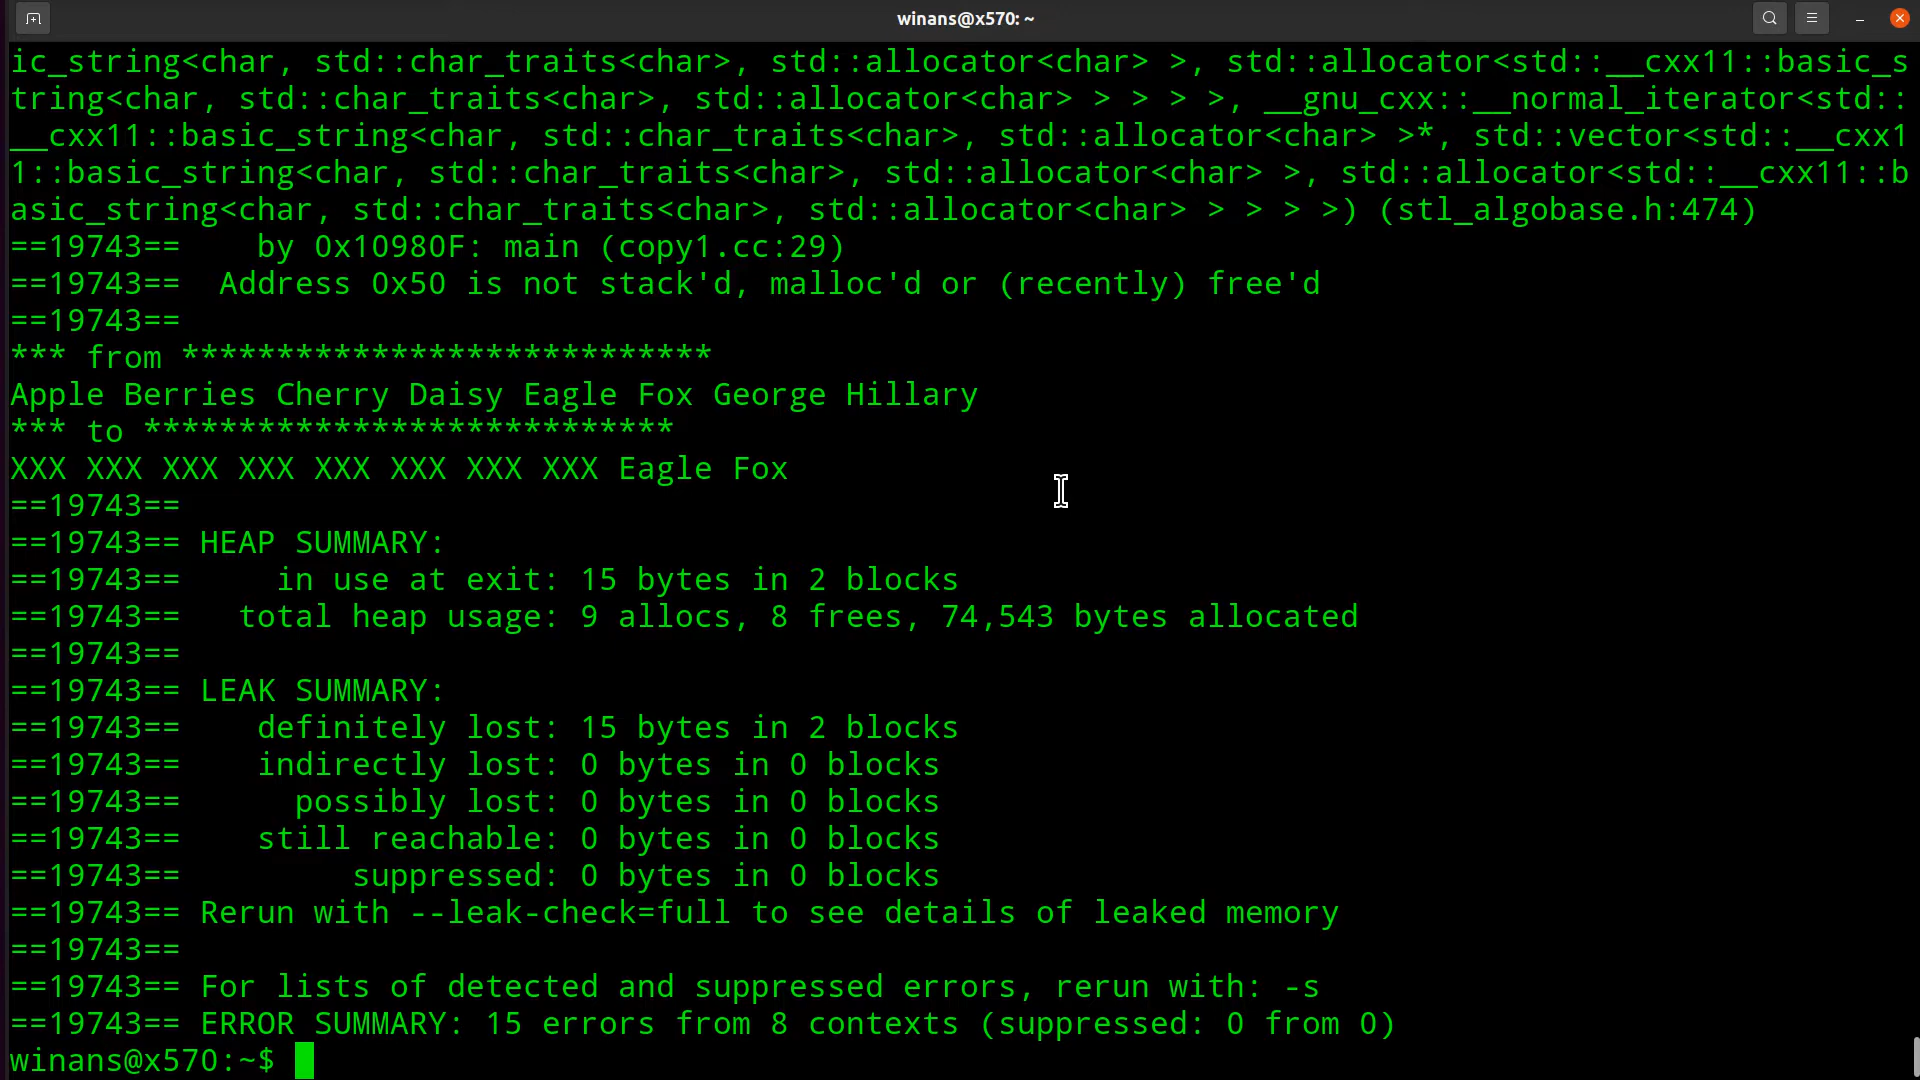 winans@x570: ~
ic_string<char, std::char_traits<char>, std::allocator<char> >, std::allocator<std::__cxx11::basic_s
tring<char, std::char_traits<char>, std::allocator<char> > > > >, __gnu_cxx::__normal_iterator<std::
__cxx11::basic_string<char, std::char_traits<char>, std::allocator<char> >*, std::vector<std::__cxx1
1::basic_string<char, std::char_traits<char>, std::allocator<char> >, std::allocator<std::__cxx11::b
asic_string<char, std::char_traits<char>, std::allocator<char> > > > >) (stl_algobase.h:474)
==19743==    by 0x10980F: main (copy1.cc:29)
==19743==  Address 0x50 is not stack'd, malloc'd or (recently) free'd
==19743==
*** from ****************************
Apple Berries Cherry Daisy Eagle Fox George Hillary
*** to ****************************
XXX XXX XXX XXX XXX XXX XXX XXX Eagle Fox
==19743==
==19743== HEAP SUMMARY:
==19743==     in use at exit: 15 bytes in 2 blocks
==19743==   total heap usage: 9 allocs, 8 frees, 74,543 bytes allocated
==19743==
==19743== LEAK SUMMARY:
==19743==    definitely lost: 15 bytes in 2 blocks
==19743==    indirectly lost: 0 bytes in 0 blocks
==19743==      possibly lost: 0 bytes in 0 blocks
==19743==    still reachable: 0 bytes in 0 blocks
==19743==         suppressed: 0 bytes in 0 blocks
==19743== Rerun with --leak-check=full to see details of leaked memory
==19743==
==19743== For lists of detected and suppressed errors, rerun with: -s
==19743== ERROR SUMMARY: 15 errors from 8 contexts (suppressed: 0 from 0)
winans@x570:~$